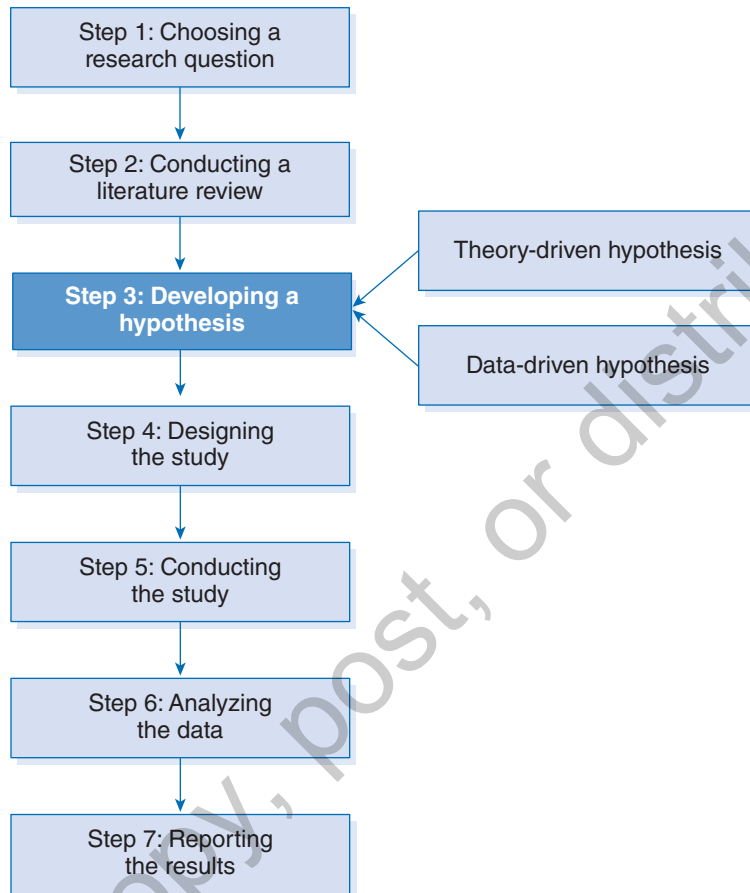 Step 1: Choosing a
research question
Step 2: Conducting a
literature review
Step 3: Developing a
hypothesis
Theory-driven hypothesis
Data-driven hypothesis
Step 4: Designing
the study
Step 5: Conducting
the study
Step 6: Analyzing
the data
Step 7: Reporting
the results
opy, post, or distrib